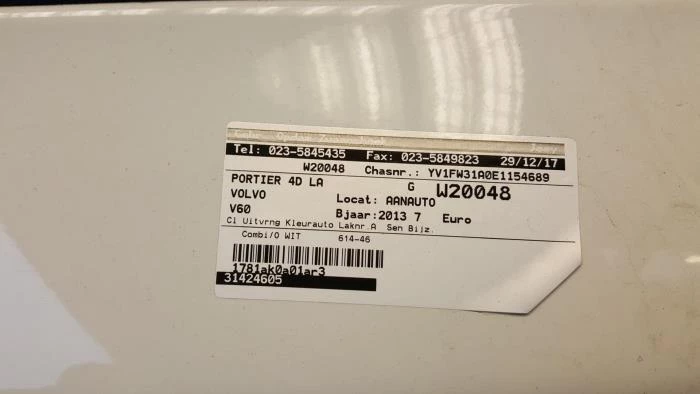 Tel: 023-5845435 Fax: 023-5849823 29/12/17
W20048 Chasnr.: YV1FW31A0E1154689
PORTIER 4D LA G W20048
VOLVO Locat: AANAUTO
V60 Bjaar:2013 7 Euro
Cl Uitvrng Kleurauto Laknr.A Sen Bijz.
Combi/O WIT 614-46
1781ak0a01ar3
31424605